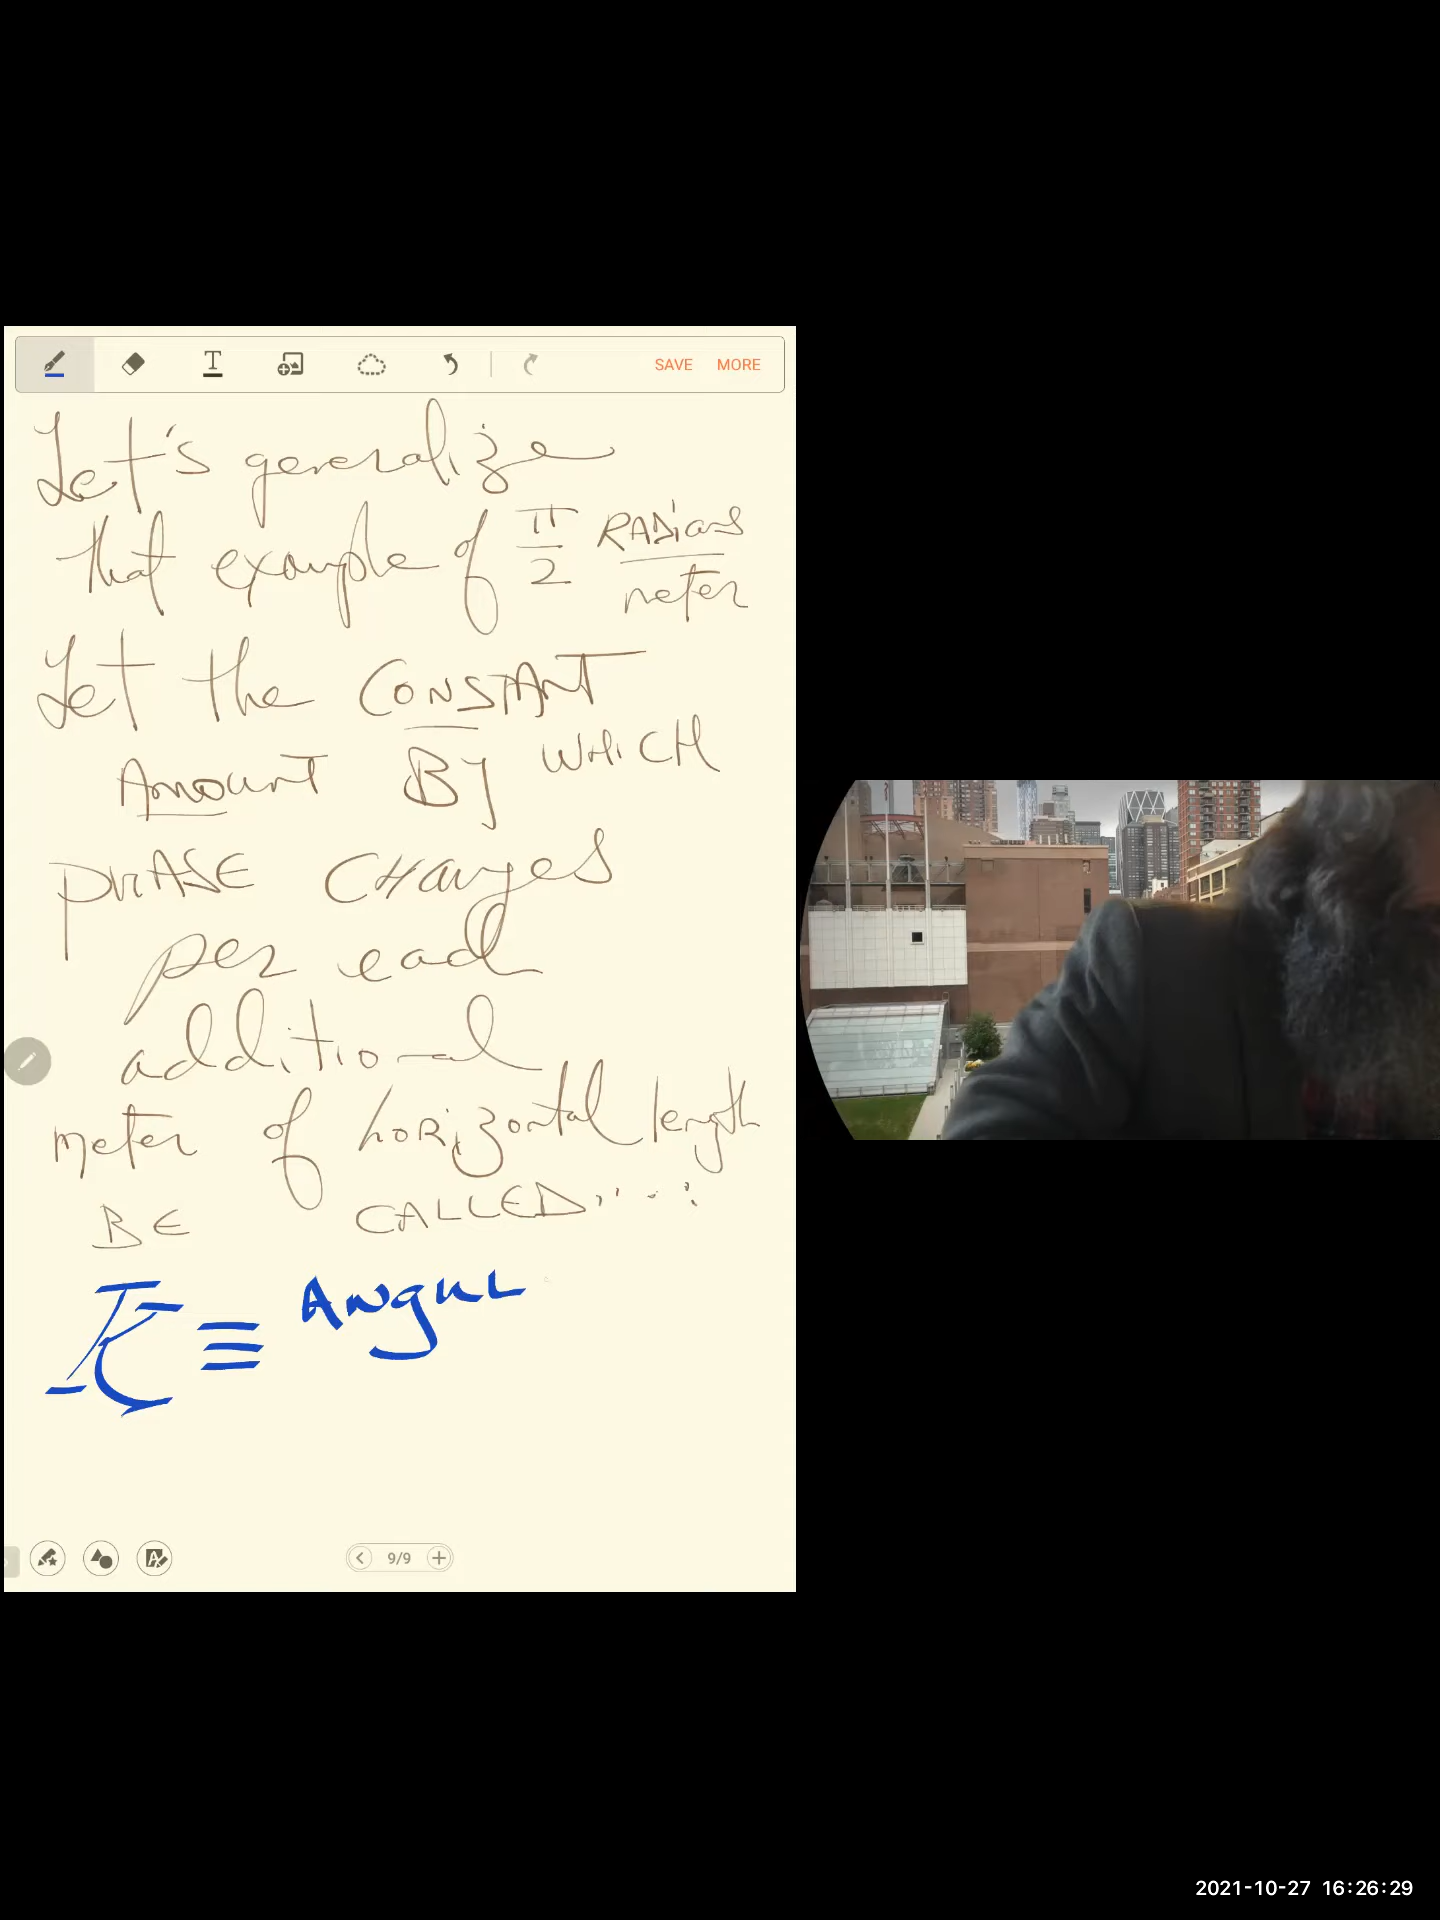 SAVE MORE
Let's generalize
that example of π/2 RADians/meter
Let the CONSTANT
AMOUNT By WHICH
PHASE CHanges
per each
additional
meter of horizontal length
BE CALLED....:
K ≡ Angul
9/9
2021-10-27 16:26:29